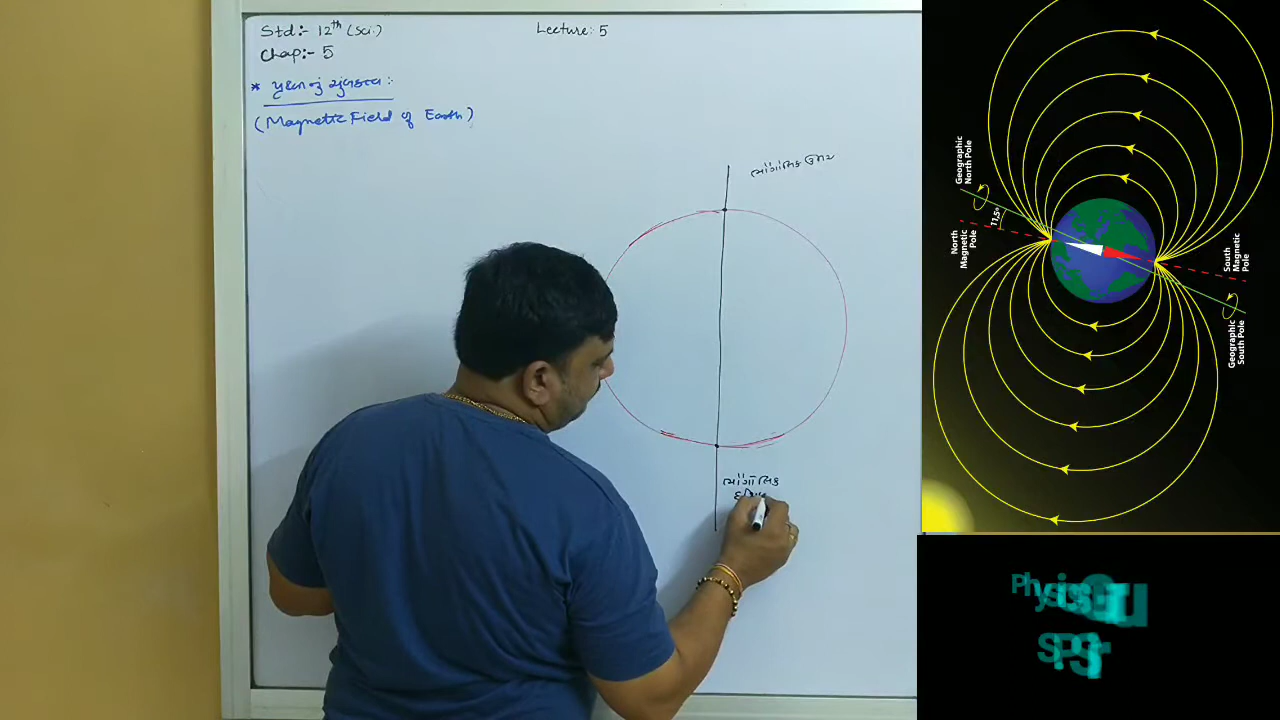 Std:- 12th (Sci.)
Lecture: 5
Chap:- 5
* પૃથ્વીનું ચુંબકત્વ :-
(Magnetic Field of Earth)
ભૌગોલિક ઉત્તર
ભૌગોલિક
Geographic
North Pole
11,5°
North
Magnetic
Pole
South
Magnetic
Pole
Geographic
South Pole